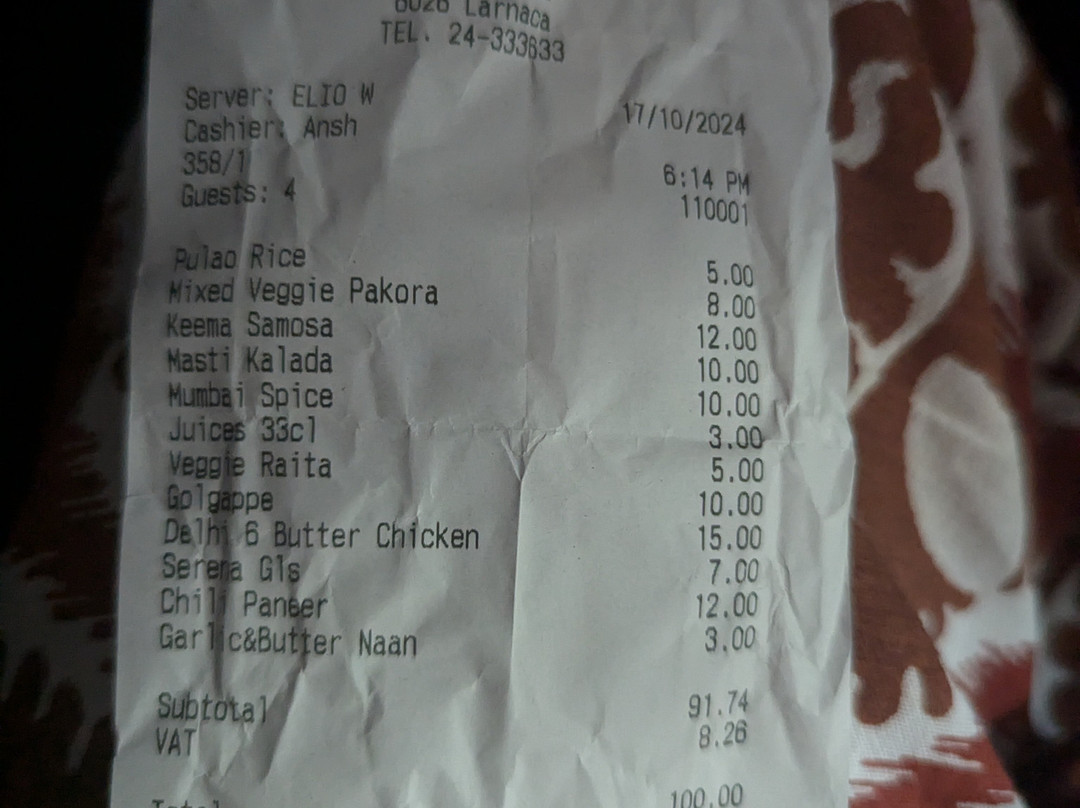 6028 Larnaca
TEL. 24-333633
Server: ELIO W
Cashier: Ansh 17/10/2024
358/1
Guests: 4 6:14 PM
110001
Pulao Rice 5.00
Mixed Veggie Pakora 8.00
Keema Samosa 12.00
Masti Kalada 10.00
Mumbai Spice 10.00
Juices 33cl 3.00
Veggie Raita 5.00
Golgappe 10.00
Delhi 6 Butter Chicken 15.00
Serena Gls 7.00
Chili Paneer 12.00
Garlic&Butter Naan 3.00
Subtotal 91.74
VAT 8.26
Total 100.00